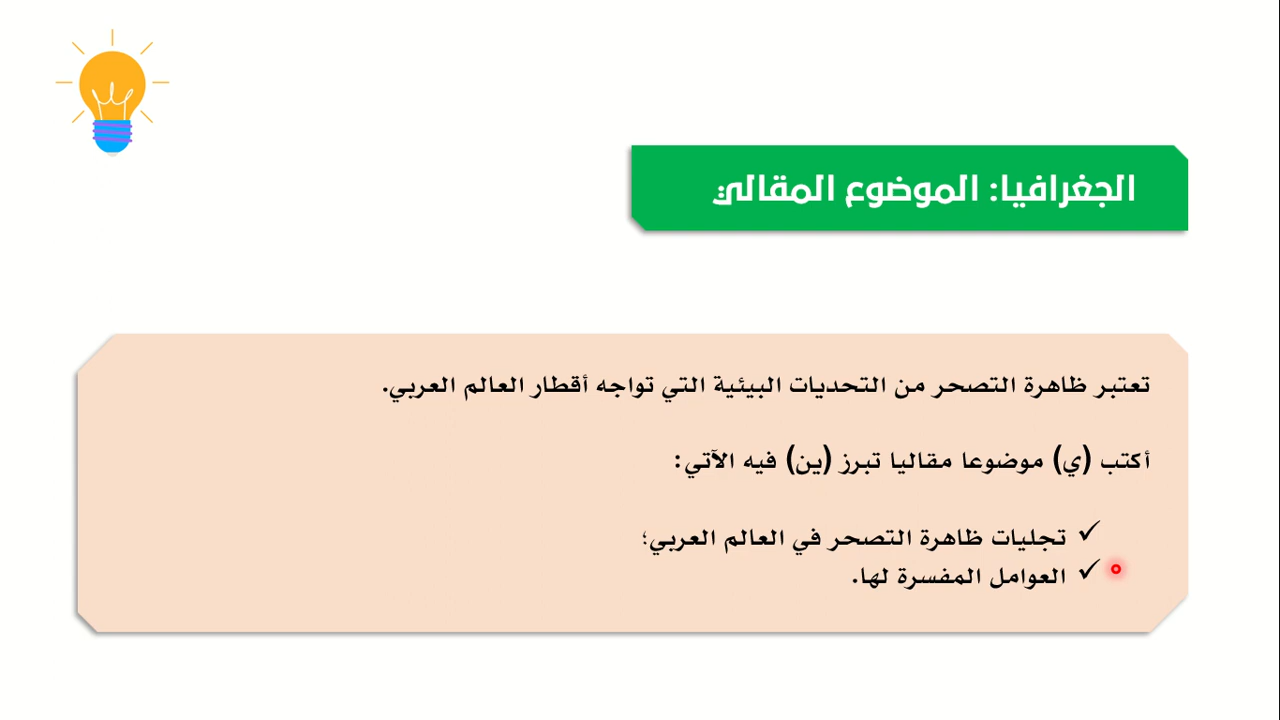 الجغرافيا: الموضوع المقالي
تعتبر ظاهرة التصحر من التحديات البيئية التي تواجه أقطار العالم العربي.
أكتب (ي) موضوعا مقاليا تبرز (ين) فيه الآتي:
✓ تجليات ظاهرة التصحر في العالم العربي؛
✓ العوامل المفسرة لها.